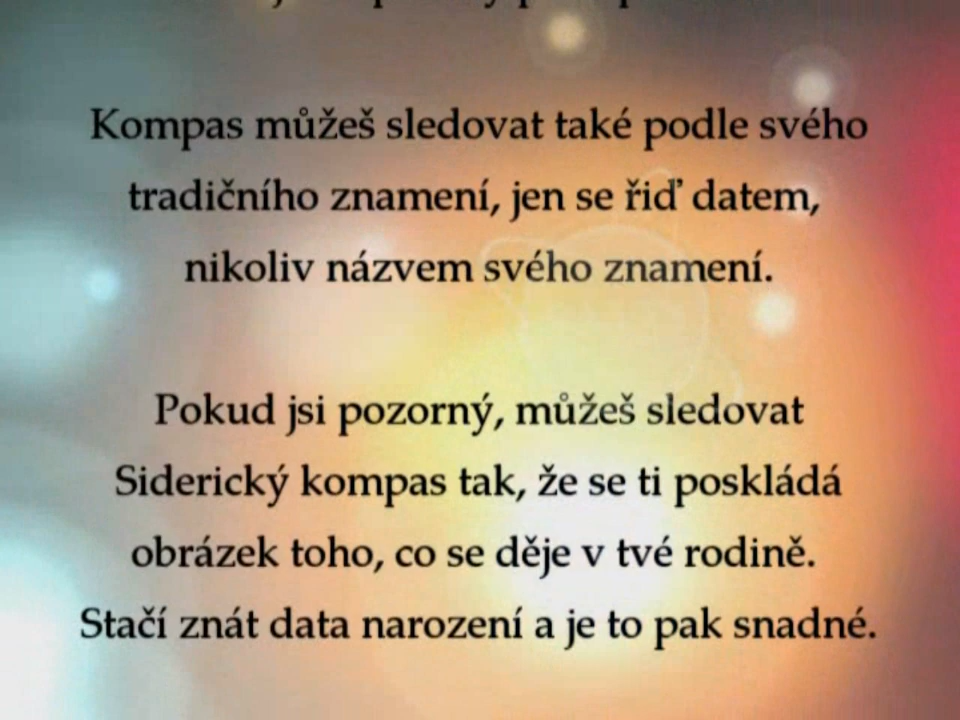 Kompas můžeš sledovat také podle svého
tradičního znamení, jen se řiď datem,
nikoliv názvem svého znamení.
Pokud jsi pozorný, můžeš sledovat
Siderický kompas tak, že se ti poskládá
obrázek toho, co se děje v tvé rodině.
Stačí znát data narození a je to pak snadné.